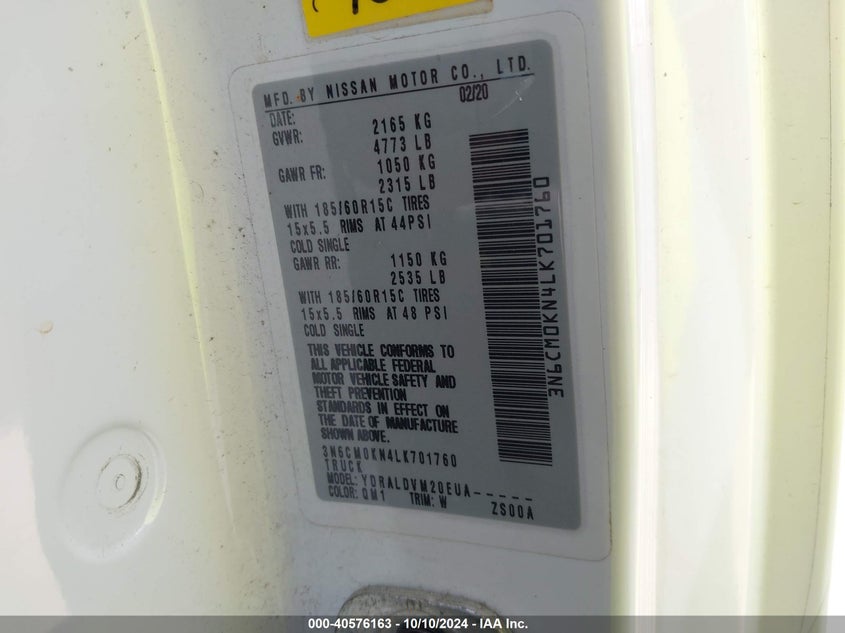 MFD. BY NISSAN MOTOR CO., LTD.
DATE: 02/20
GVWR: 2165 KG
4773 LB
GAWR FR: 1050 KG
2315 LB
WITH 185/60R15C TIRES
15x5.5 RIMS AT 44PSI
COLD SINGLE
GAWR RR: 1150 KG
2535 LB
WITH 185/60R15C TIRES
15x5.5 RIMS AT 48 PSI
COLD SINGLE
THIS VEHICLE CONFORMS TO
ALL APPLICABLE FEDERAL
MOTOR VEHICLE SAFETY AND
THEFT PREVENTION
STANDARDS IN EFFECT ON
THE DATE OF MANUFACTURE
SHOWN ABOVE.
3N6CM0KN4LK701760
TRUCK
MODEL: YDRALDVM20EUA-----
COLOR: QM1 TRIM: W ZS00A
3N6CM0KN4LK701760
000-40576163 - 10/10/2024 - IAA Inc.